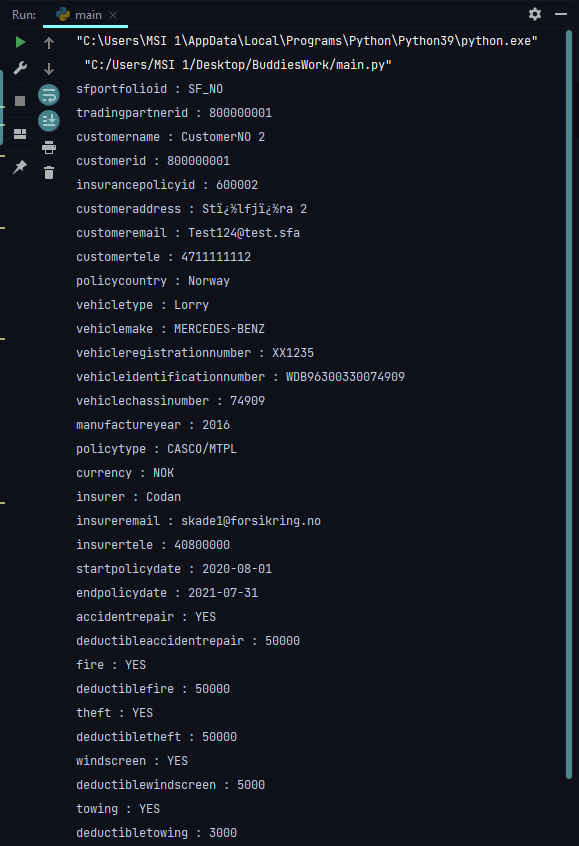 Run: main
"C:\Users\MSI 1\AppData\Local\Programs\Python\Python39\python.exe"
"C:/Users/MSI 1/Desktop/BuddiesWork/main.py"
sfportfolioid : SF_NO
tradingpartnerid : 800000001
customername : CustomerNO 2
customerid : 800000001
insurancepolicyid : 600002
customeraddress : Stï¿½lfjï¿½ra 2
customeremail : Test124@test.sfa
customertele : 4711111112
policycountry : Norway
vehicletype : Lorry
vehiclemake : MERCEDES-BENZ
vehicleregistrationnumber : XX1235
vehicleidentificationnumber : WDB96300330074909
vehiclechassinumber : 74909
manufactureyear : 2016
policytype : CASCO/MTPL
currency : NOK
insurer : Codan
insureremail : skade1@forsikring.no
insurertele : 40800000
startpolicydate : 2020-08-01
endpolicydate : 2021-07-31
accidentrepair : YES
deductibleaccidentrepair : 50000
fire : YES
deductiblefire : 50000
theft : YES
deductibletheft : 50000
windscreen : YES
deductiblewindscreen : 5000
towing : YES
deductibletowing : 3000